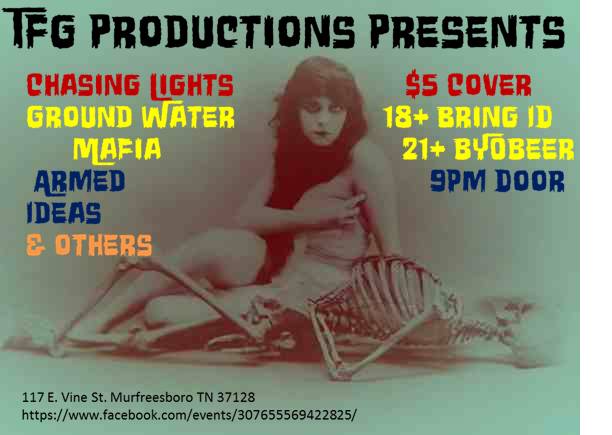 TFG PRODUCTIONS PRESENTS
CHASING LIGHTS
GROUND WATER
MAFIA
ARMED
IDEAS
& OTHERS
$5 COVER
18+ BRING ID
21+ BYOBEER
9PM DOOR
117 E. Vine St. Murfreesboro TN 37128
https://www.facebook.com/events/307655569422825/